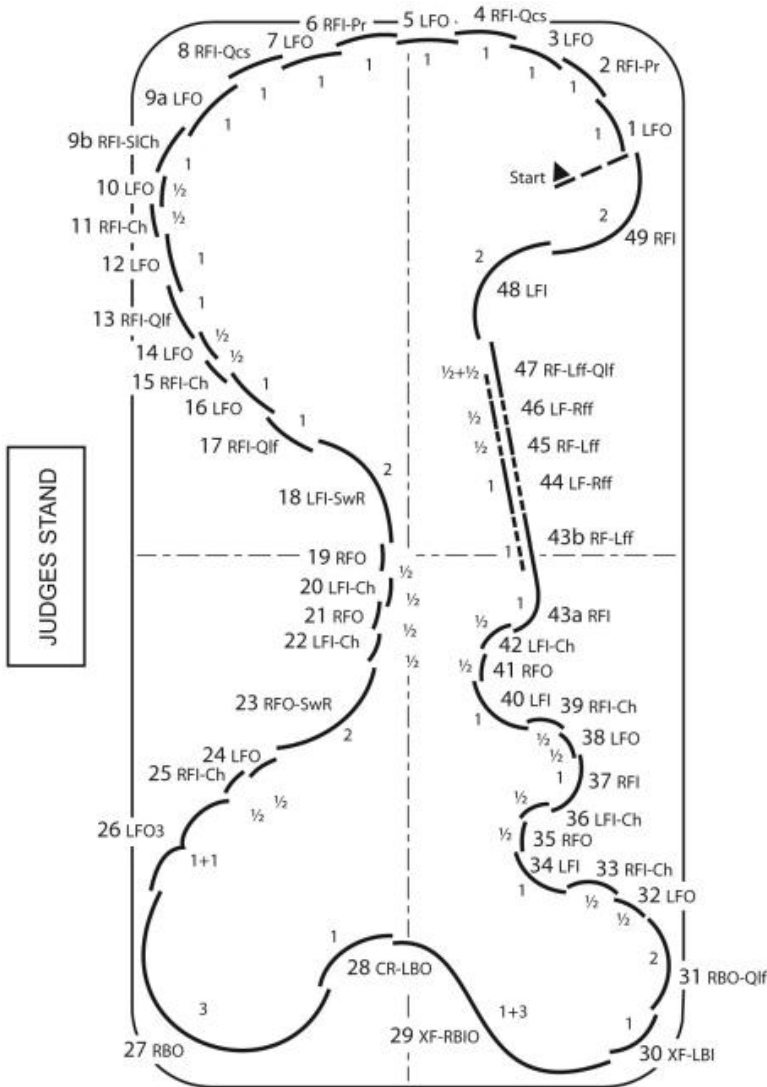 1 LFO
1
2 RFI-Pr
1
3 LFO
1
4 RFI-Qcs
1
5 LFO
1
6 RFI-Pr
1
7 LFO
1
8 RFI-Qcs
1
9a LFO
1
9b RFI-SlCh
1
10 LFO
½
11 RFI-Ch
½
12 LFO
1
13 RFI-Qlf
1
14 LFO
½
15 RFI-Ch
½
16 LFO
1
17 RFI-Qlf
1
18 LFI-SwR
2
19 RFO
½
20 LFI-Ch
½
21 RFO
½
22 LFI-Ch
½
23 RFO-SwR
2
24 LFO
½
25 RFI-Ch
½
26 LFO3
1+1
27 RBO
3
28 CR-LBO
1
29 XF-RBIO
1+3
30 XF-LBI
1
31 RBO-Qlf
2
32 LFO
½
33 RFI-Ch
½
34 LFI
1
35 RFO
½
36 LFI-Ch
½
37 RFI
1
38 LFO
½
39 RFI-Ch
½
40 LFI
1
41 RFO
½
42 LFI-Ch
½
43a RFI
1
43b RF-Lff
1
44 LF-Rff
1
45 RF-Lff
½
46 LF-Rff
½
47 RF-Lff-Qlf
½+½
48 LFI
2
49 RFI
2
Start
JUDGES STAND